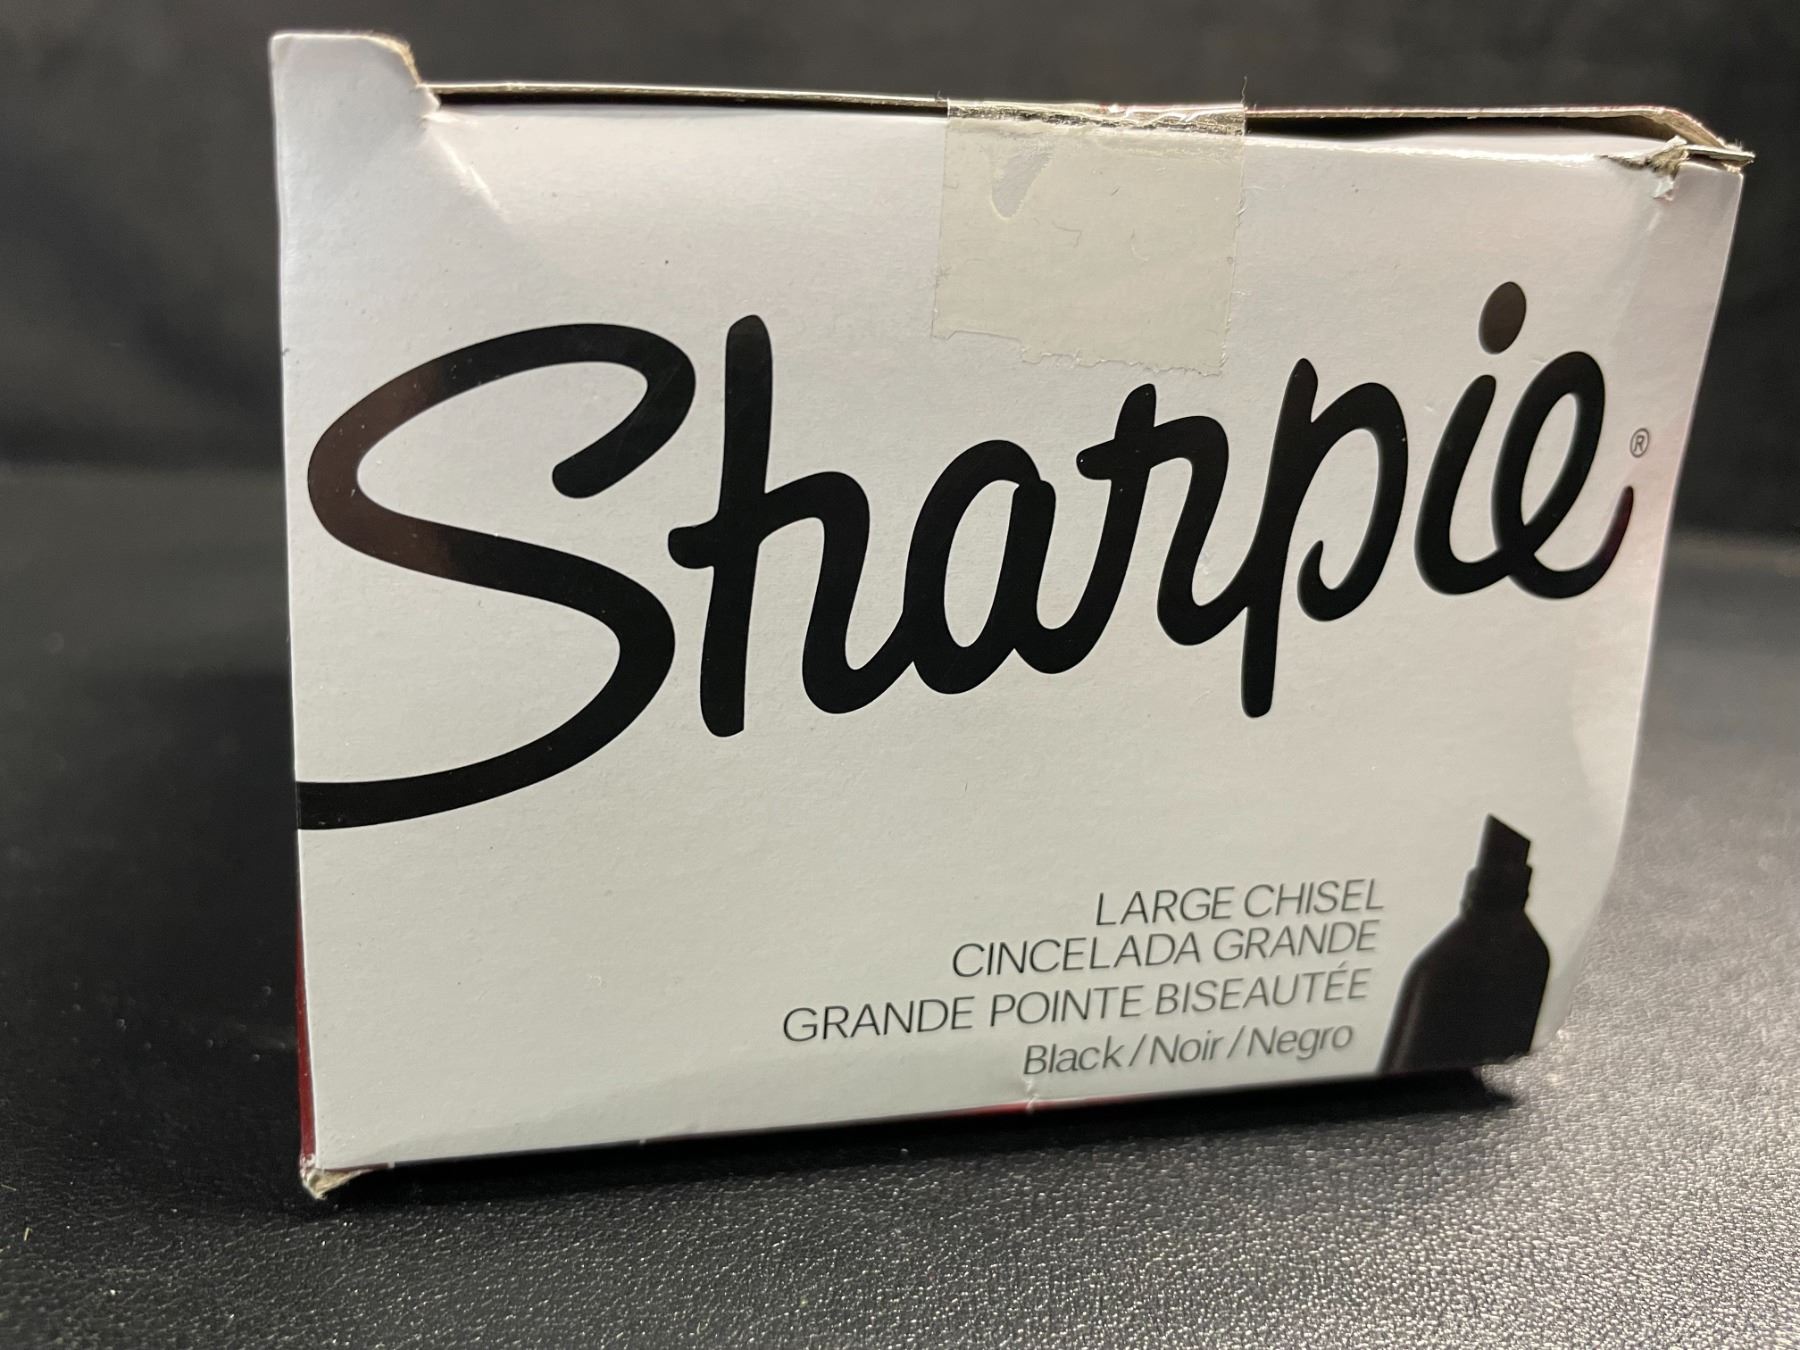 Sharpie®
LARGE CHISEL
CINCELADA GRANDE
GRANDE POINTE BISEAUTÉE
Black/Noir/Negro